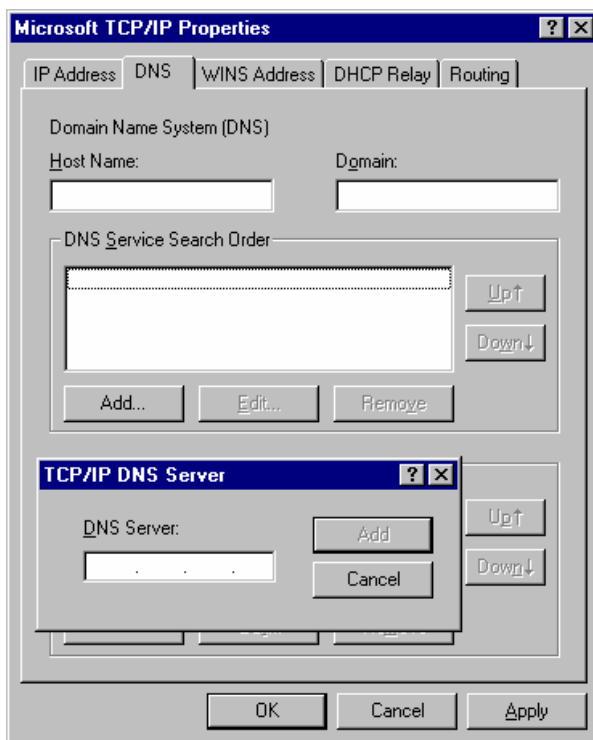 Microsoft TCP/IP Properties
IP Address DNS WINS Address DHCP Relay Routing
Domain Name System (DNS)
Host Name: Domain:
DNS Service Search Order
Up↑
Down↓
Add... Edit... Remove
TCP/IP DNS Server
DNS Server:
. . .
Add
Cancel
Up↑
Down↓
OK Cancel Apply